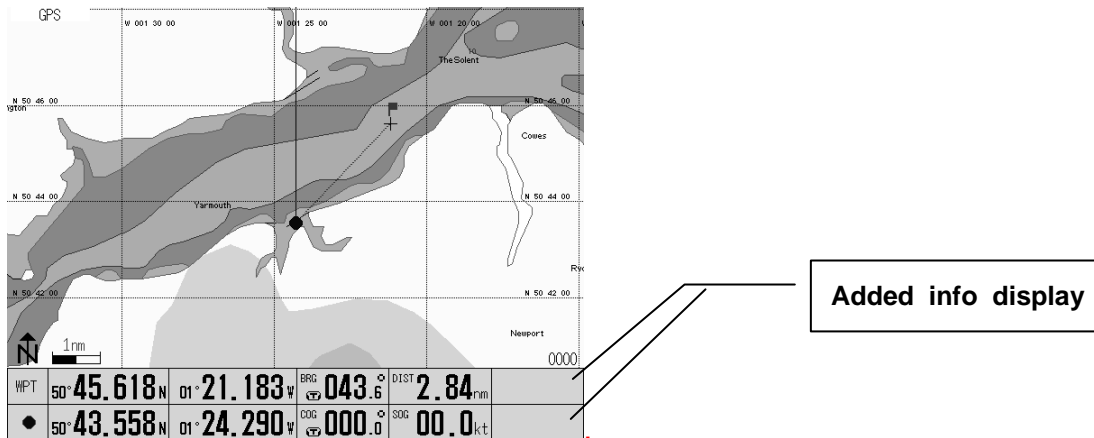 GPS
W 001 30 00
W 001 25 00
W 001 20 00
10
The Solent
N 50 46 00
N 50 46 00
ngton
Cowes
N 50 44 00
N 50 44 00
Yarmouth
Ryd
N 50 42 00
N 50 42 00
Newport
N
1nm
0000
WPT 50°45.618N 01°21.183W BRG T 043.6° DIST 2.84nm
50°43.558N 01°24.290W COG T 000.0° SOG 00.0kt
Added info display